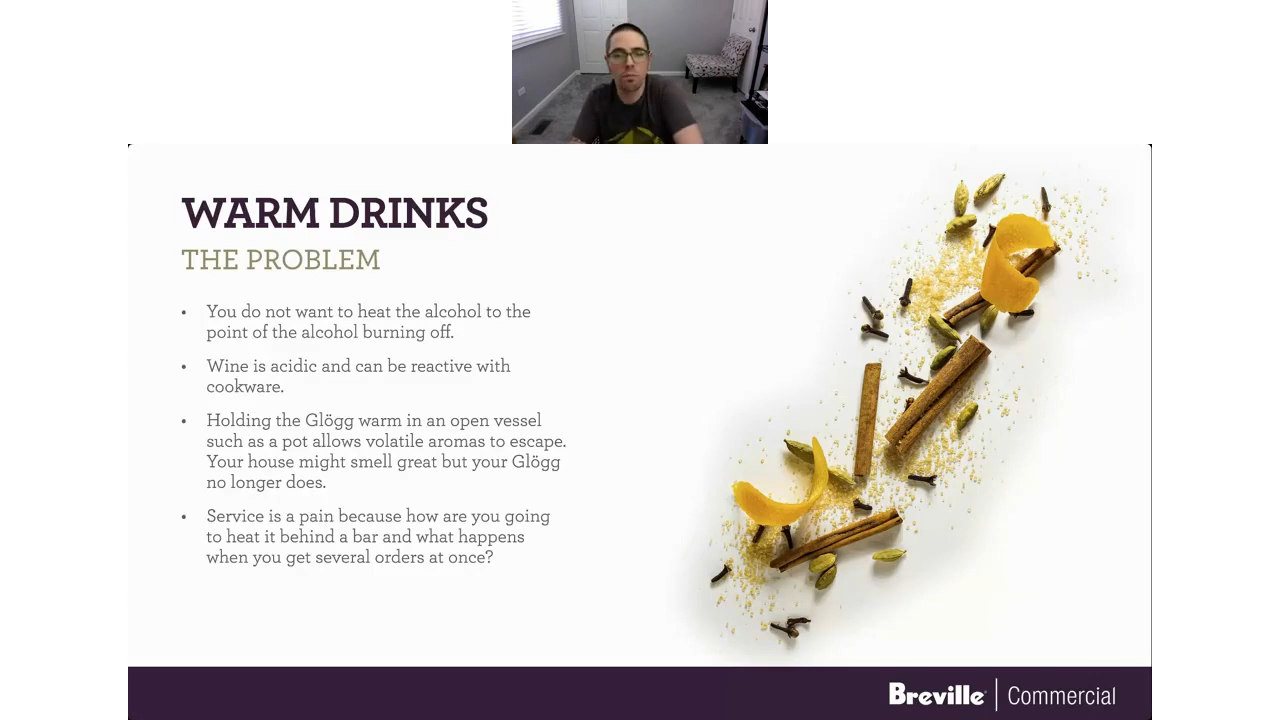 WARM DRINKS
THE PROBLEM
• You do not want to heat the alcohol to the
point of the alcohol burning off.
• Wine is acidic and can be reactive with
cookware.
• Holding the Glögg warm in an open vessel
such as a pot allows volatile aromas to escape.
Your house might smell great but your Glögg
no longer does.
• Service is a pain because how are you going
to heat it behind a bar and what happens
when you get several orders at once?
Breville | Commercial